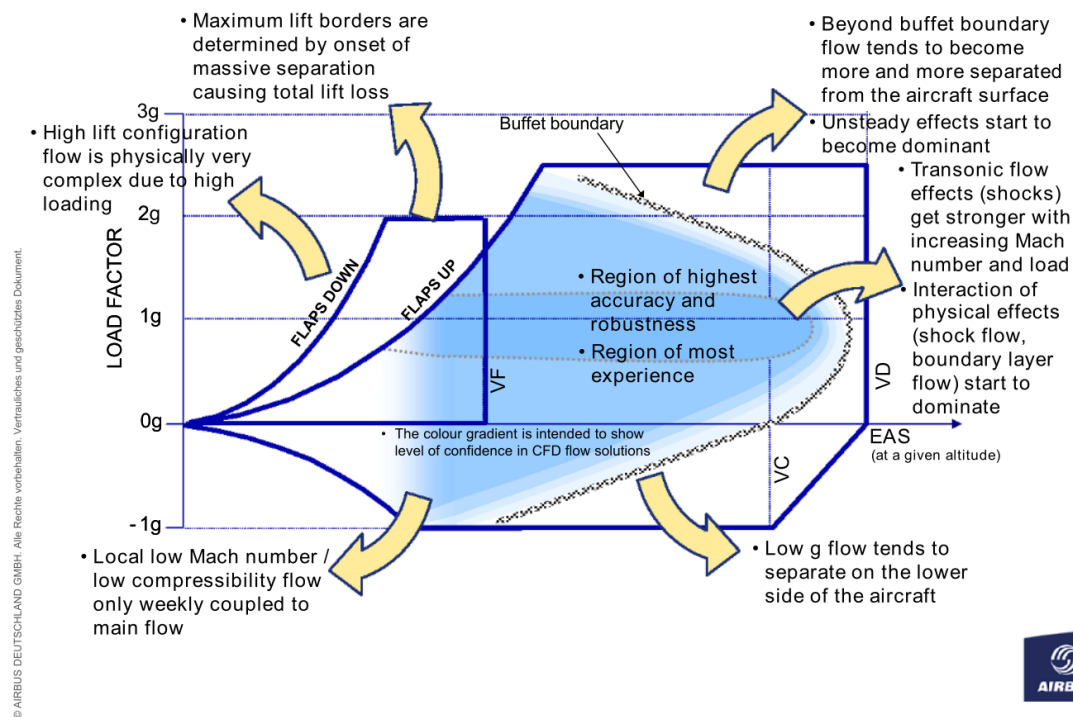 • Maximum lift borders are
determined by onset of
massive separation
causing total lift loss
• Beyond buffet boundary
flow tends to become
more and more separated
from the aircraft surface
• Unsteady effects start to
become dominant
3g
Buffet boundary
• High lift configuration
flow is physically very
complex due to high
loading
• Transonic flow
effects (shocks)
get stronger with
increasing Mach
number and load
• Interaction of
physical effects
(shock flow,
boundary layer
flow) start to
dominate
2g
LOAD FACTOR
FLAPS DOWN
FLAPS UP
• Region of highest
accuracy and
robustness
• Region of most
experience
1g
VF
VD
0g
• The colour gradient is intended to show
level of confidence in CFD flow solutions
EAS
(at a given altitude)
VC
- 1g
• Local low Mach number /
low compressibility flow
only weekly coupled to
main flow
• Low g flow tends to
separate on the lower
side of the aircraft
© AIRBUS DEUTSCHLAND GMBH. Alle Rechte vorbehalten. Vertrauliches und geschütztes Dokument.